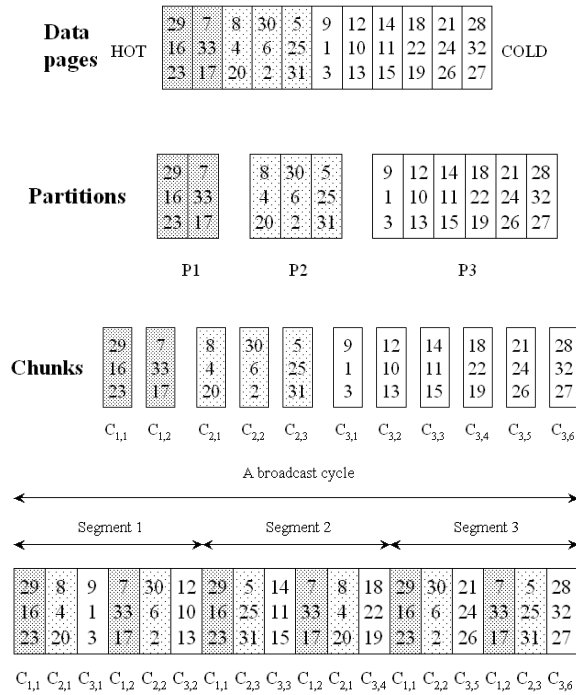 Data pages
HOT
29 7 8 30 5 9 12 14 18 21 28
16 33 4 6 25 1 10 11 22 24 32
23 17 20 2 31 3 13 15 19 26 27
COLD
Partitions
29 7 8 30 5 9 12 14 18 21 28
16 33 4 6 25 1 10 11 22 24 32
23 17 20 2 31 3 13 15 19 26 27
P1 P2 P3
Chunks
29 7 8 30 5 9 12 14 18 21 28
16 33 4 6 25 1 10 11 22 24 32
23 17 20 2 31 3 13 15 19 26 27
C1,1 C1,2 C2,1 C2,2 C2,3 C3,1 C3,2 C3,3 C3,4 C3,5 C3,6
A broadcast cycle
Segment 1 Segment 2 Segment 3
29 8 9 7 30 12 29 5 14 7 8 18 29 30 21 7 5 28
16 4 1 33 6 10 16 25 11 33 4 22 16 6 24 33 25 32
23 20 3 17 2 13 23 31 15 17 20 19 23 2 26 17 31 27
C1,1 C2,1 C3,1 C1,2 C2,2 C3,2 C1,1 C2,3 C3,3 C1,2 C2,1 C3,4 C1,1 C2,2 C3,5 C1,2 C2,3 C3,6